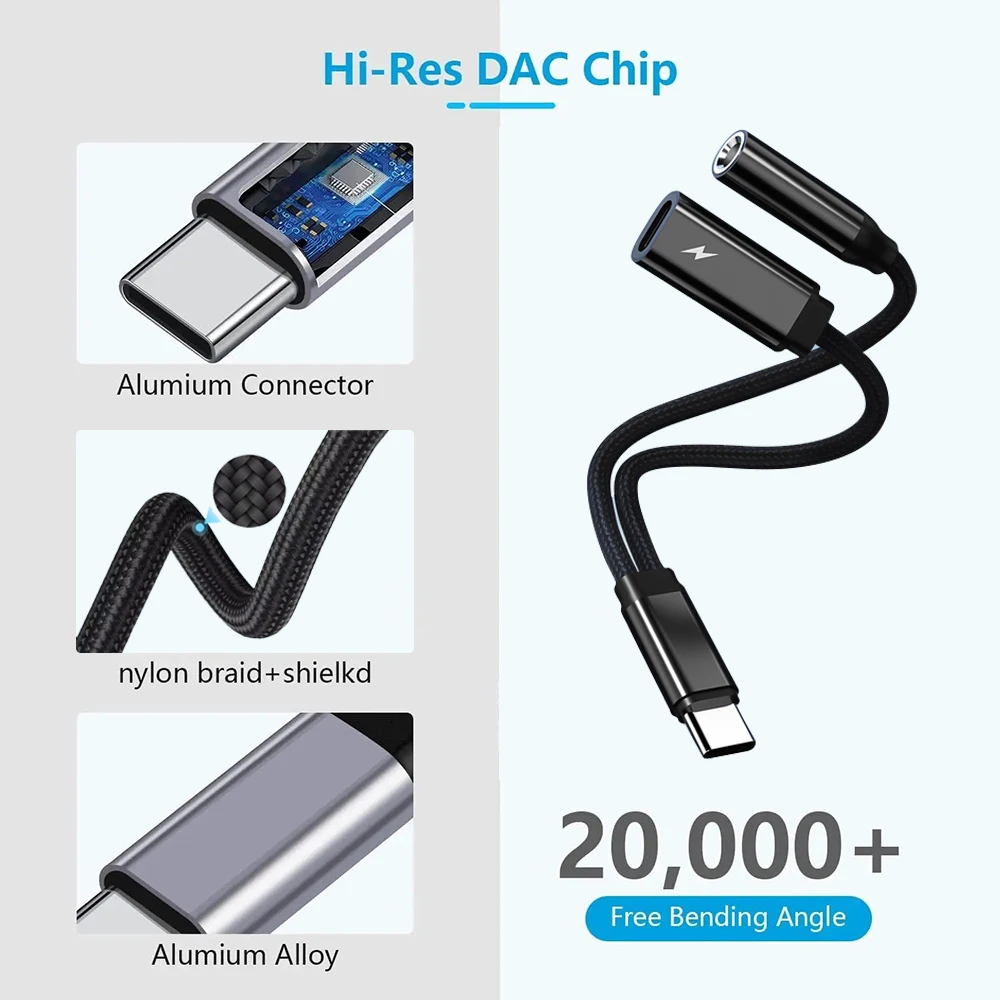 Hi-Res DAC Chip
Alumium Connector
nylon braid+shielkd
Alumium Alloy
20,000+
Free Bending Angle